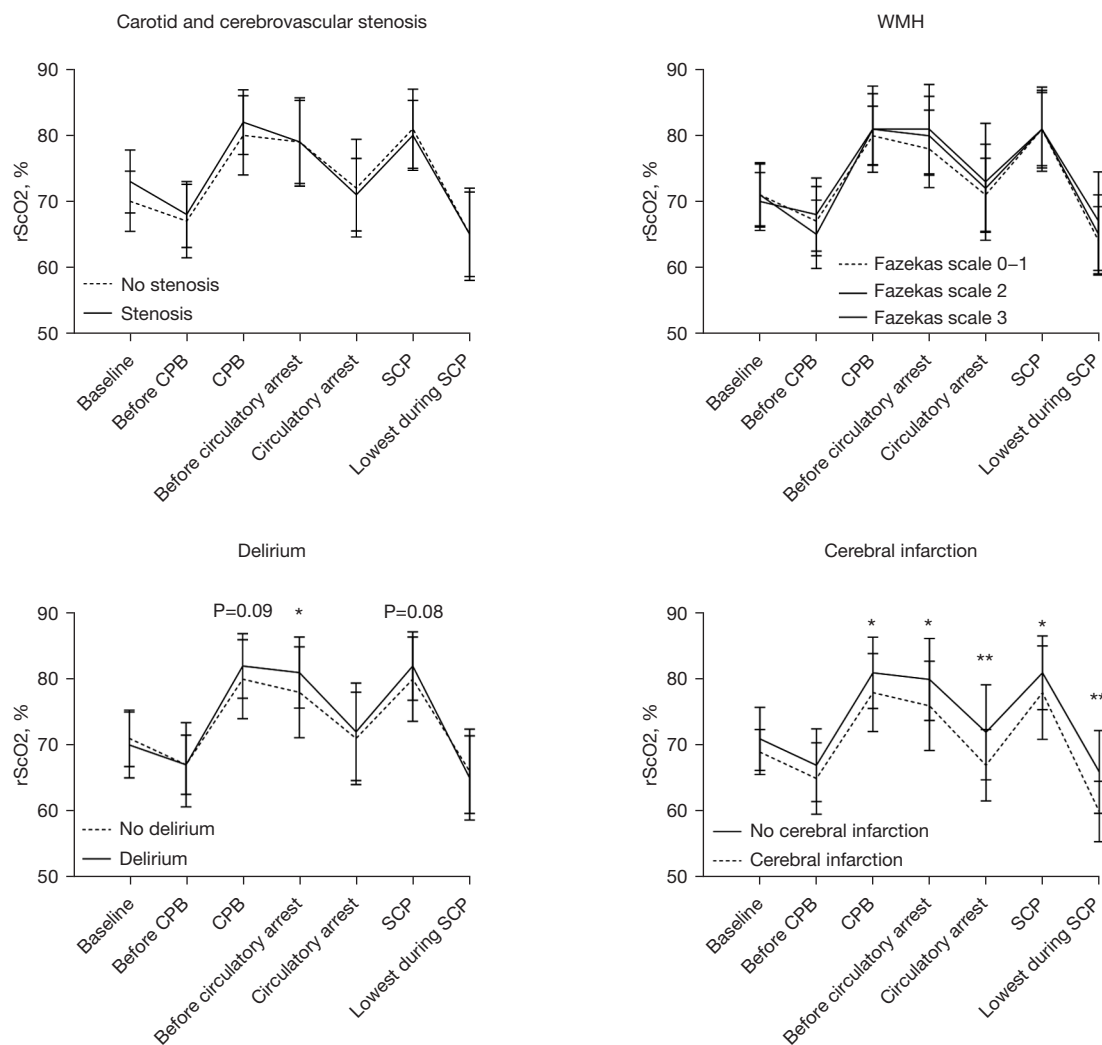 Carotid and cerebrovascular stenosis
90
80
70
60
50
rScO2, %
No stenosis
Stenosis
Baseline
Before CPB
CPB
Before circulatory arrest
Circulatory arrest
SCP
Lowest during SCP
WMH
90
80
70
60
50
rScO2, %
Fazekas scale 0–1
Fazekas scale 2
Fazekas scale 3
Baseline
Before CPB
CPB
Before circulatory arrest
Circulatory arrest
SCP
Lowest during SCP
Delirium
90
80
70
60
50
rScO2, %
P=0.09
*
P=0.08
No delirium
Delirium
Baseline
Before CPB
CPB
Before circulatory arrest
Circulatory arrest
SCP
Lowest during SCP
Cerebral infarction
90
80
70
60
50
rScO2, %
*
*
**
*
**
No cerebral infarction
Cerebral infarction
Baseline
Before CPB
CPB
Before circulatory arrest
Circulatory arrest
SCP
Lowest during SCP